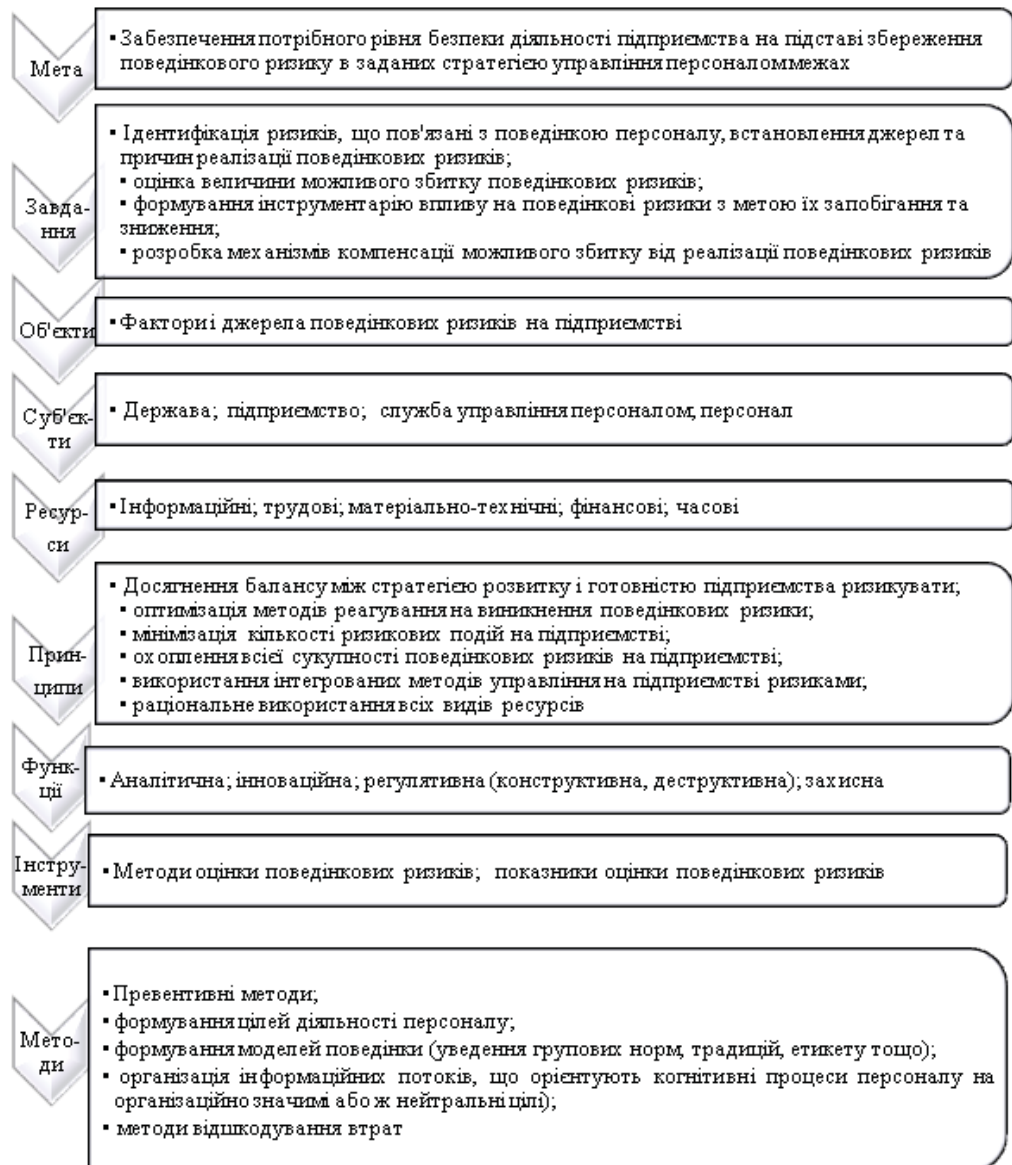 Мета
▪ Забезпечення потрібного рівня безпеки діяльності підприємства на підставі збереження
поведінкового ризику в заданих стратегією управління персоналом межах
Завда-
ння
▪ Ідентифікація ризиків, що пов'язані з поведінкою персоналу, встановлення джерел та
причин реалізації поведінкових ризиків;
▪ оцінка величини можливого збитку поведінкових ризиків;
▪ формування інструментарію впливу на поведінкові ризики з метою їх запобігання та
зниження;
▪ розробка механізмів компенсації можливого збитку від реалізації поведінкових ризиків
Об'єкти
▪ Фактори і джерела поведінкових ризиків на підприємстві
Суб'єк-
ти
▪ Держава; підприємство; служба управління персоналом; персонал
Ресур-
си
▪ Інформаційні; трудові; матеріально-технічні; фінансові; часові
Прин-
ципи
▪ Досягнення балансу між стратегією розвитку і готовністю підприємства ризикувати;
▪ оптимізація методів реагування на виникнення поведінкових ризики;
▪ мінімізація кількості ризикових подій на підприємстві;
▪ охоплення всієї сукупності поведінкових ризиків на підприємстві;
▪ використання інтегрованих методів управління на підприємстві ризиками;
▪ раціональне використання всіх видів ресурсів
Функ-
ції
▪ Аналітична; інноваційна; регулятивна (конструктивна, деструктивна); захисна
Інстру-
менти
▪ Методи оцінки поведінкових ризиків; показники оцінки поведінкових ризиків
Мето-
ди
▪ Превентивні методи;
▪ формування цілей діяльності персоналу;
▪ формування моделей поведінки (уведення групових норм, традицій, етикету тощо);
▪ організація інформаційних потоків, що орієнтують когнітивні процеси персоналу на
організаційно значимі або ж нейтральні цілі);
▪ методи відшкодування втрат